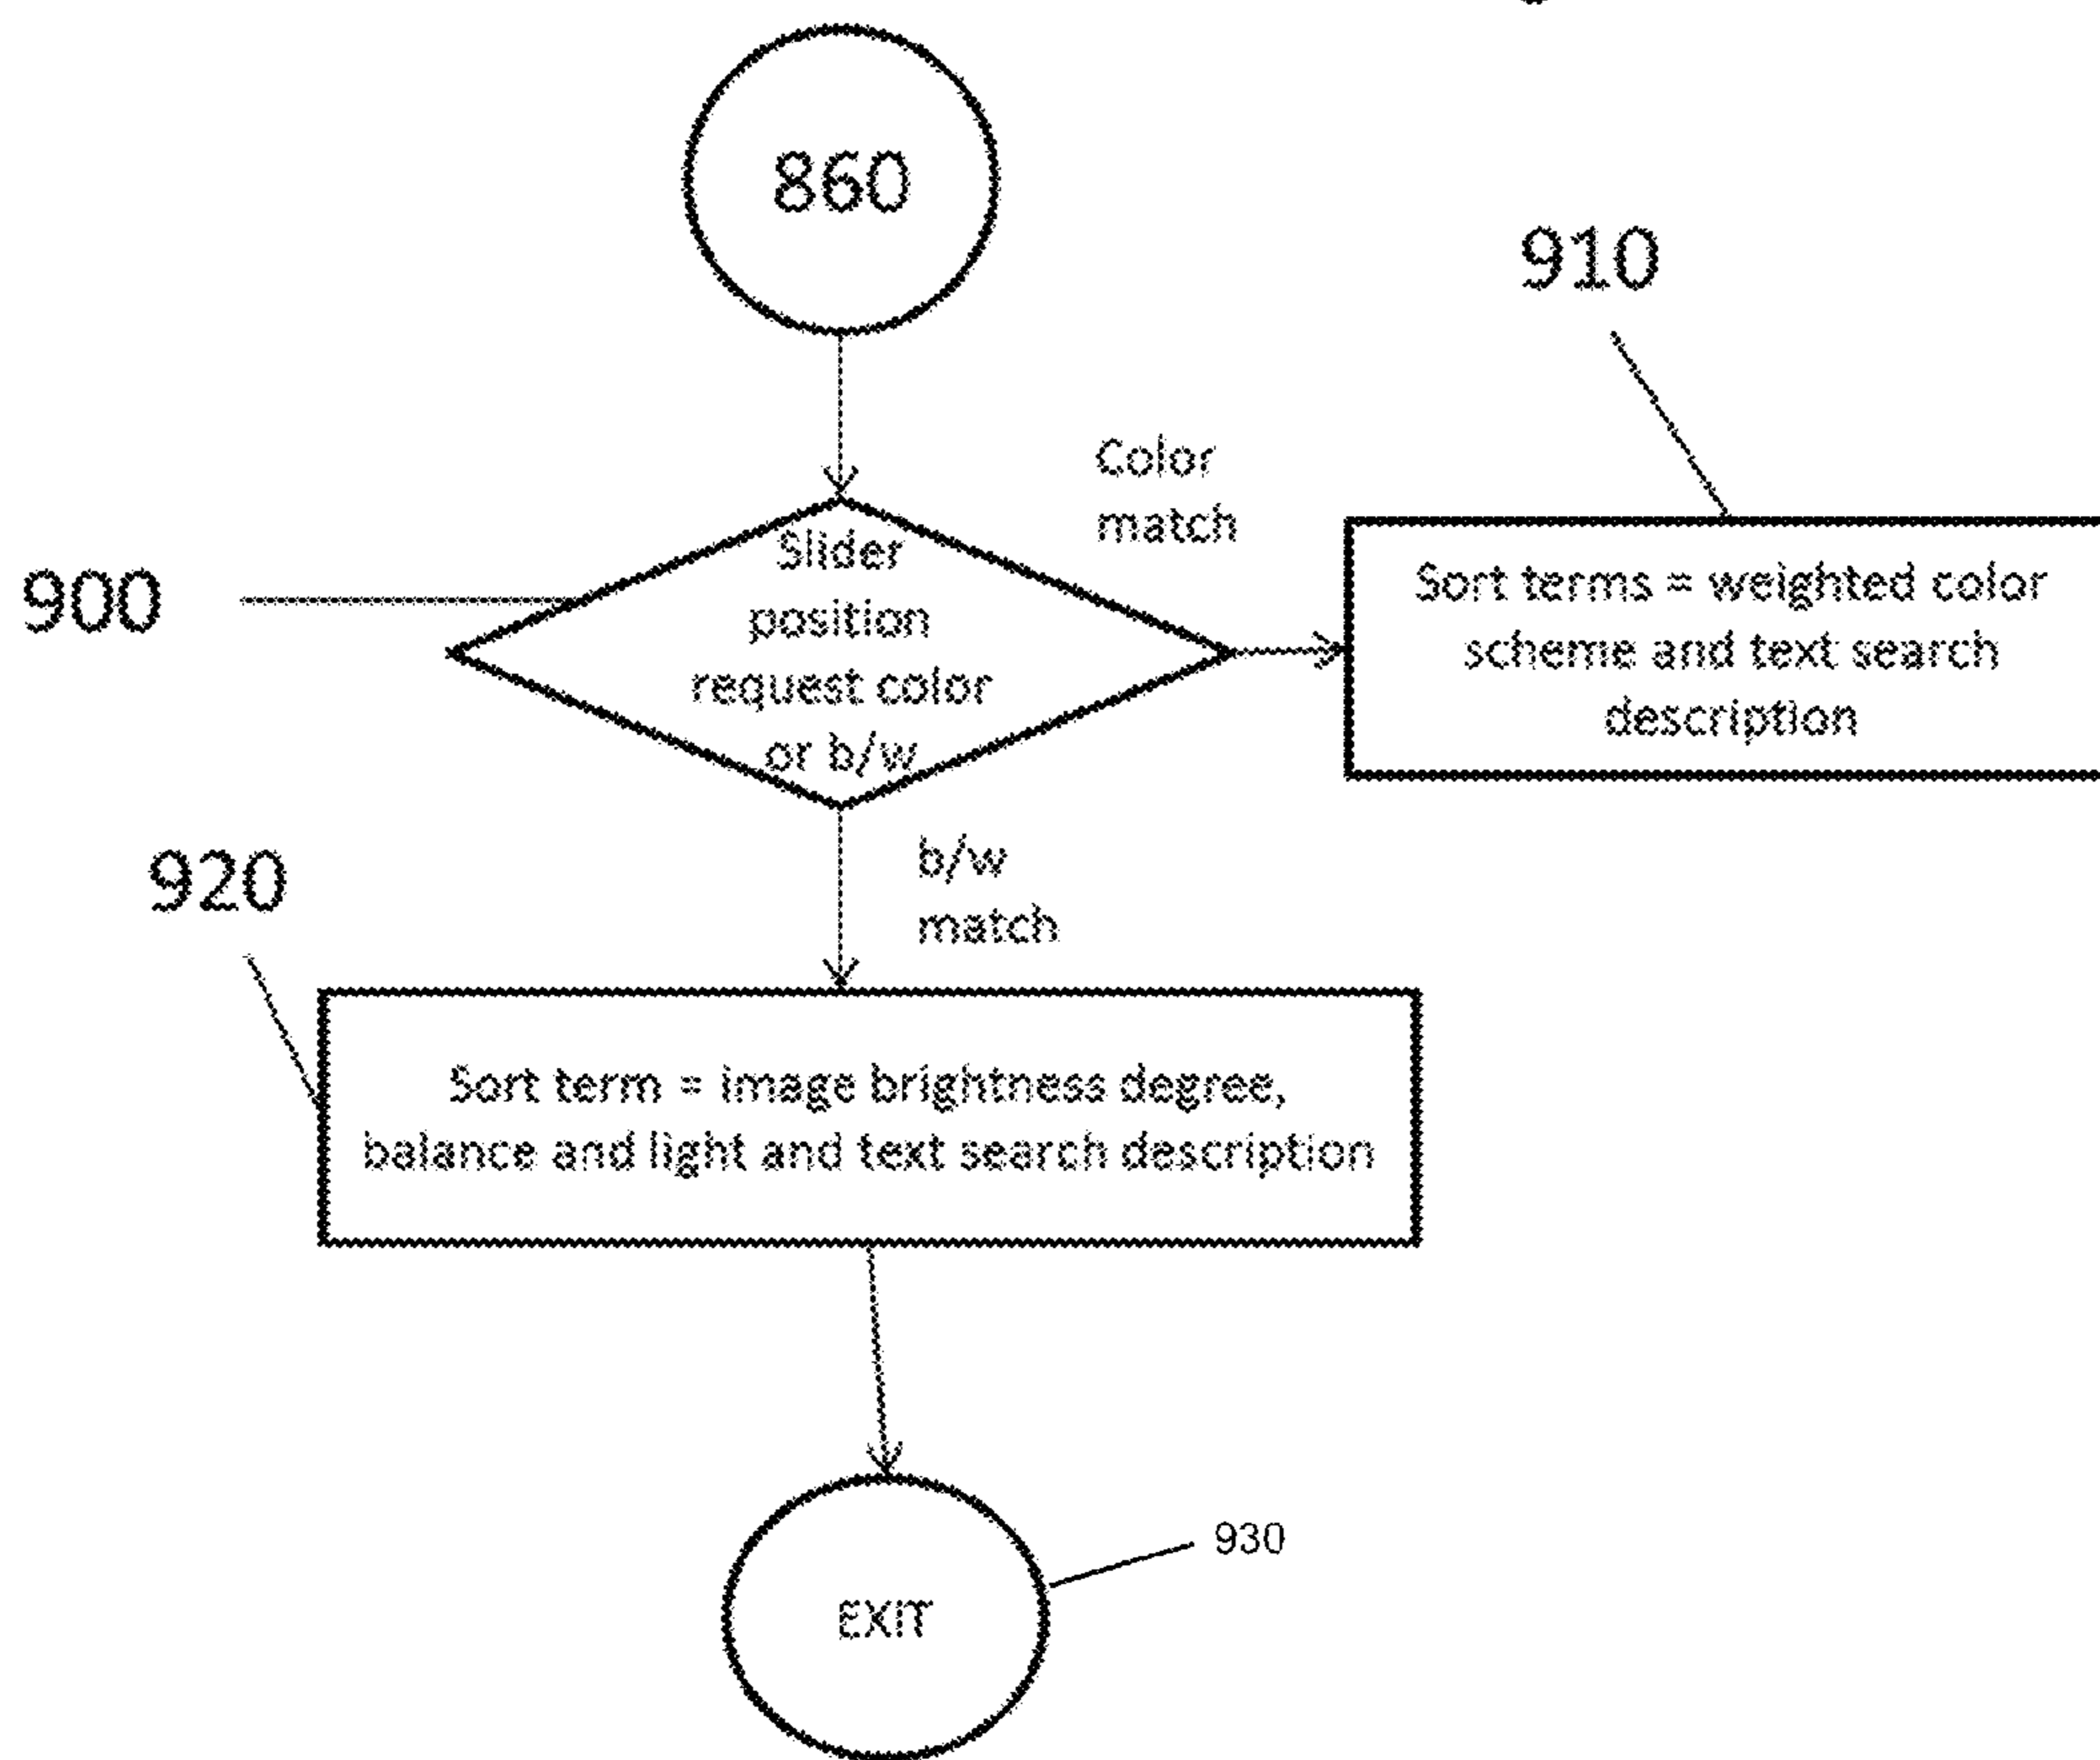 860
910
Color
match
Slider
position
request color
or b/w
900
Sort terms = weighted color
scheme and text search
description
920
b/w
match
Sort term = image brightness degree,
balance and light and text search description
930
EXIT